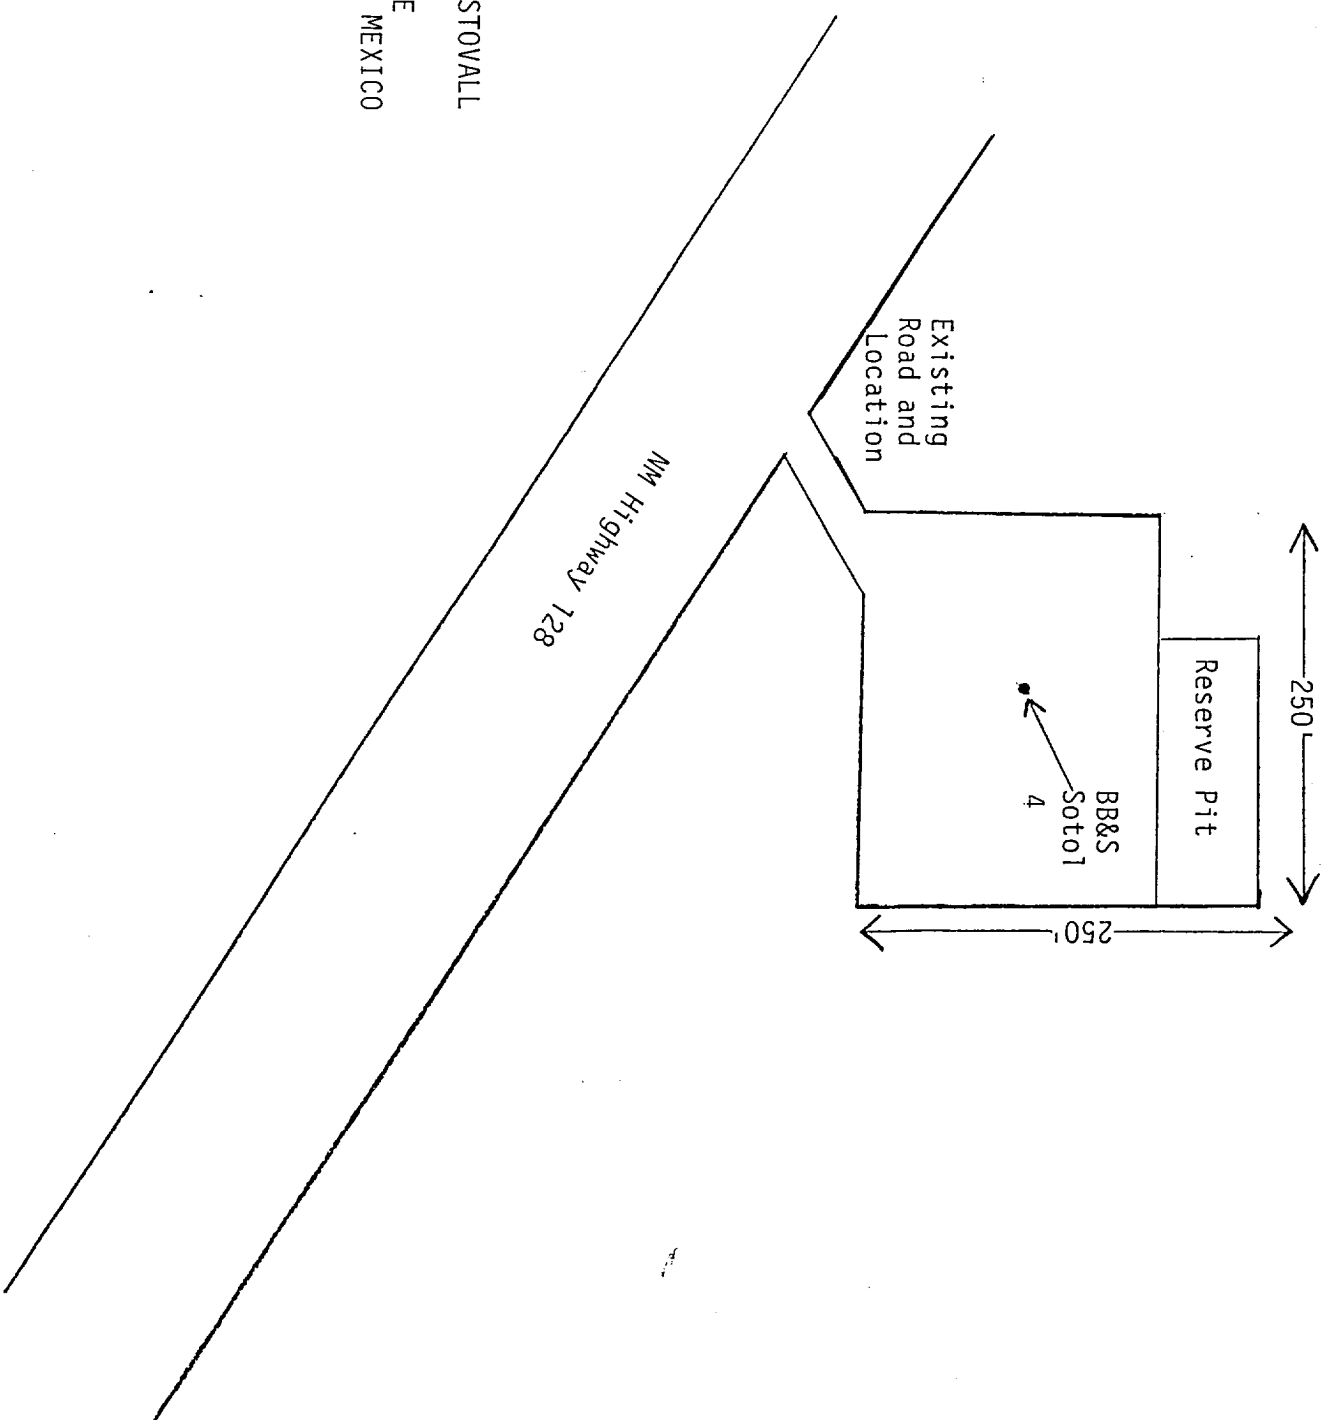 250'
Reserve Pit
250'
BB&S
Sotol
4
Existing
Road and
Location
NM Highway 128
STOVALL
E
MEXICO